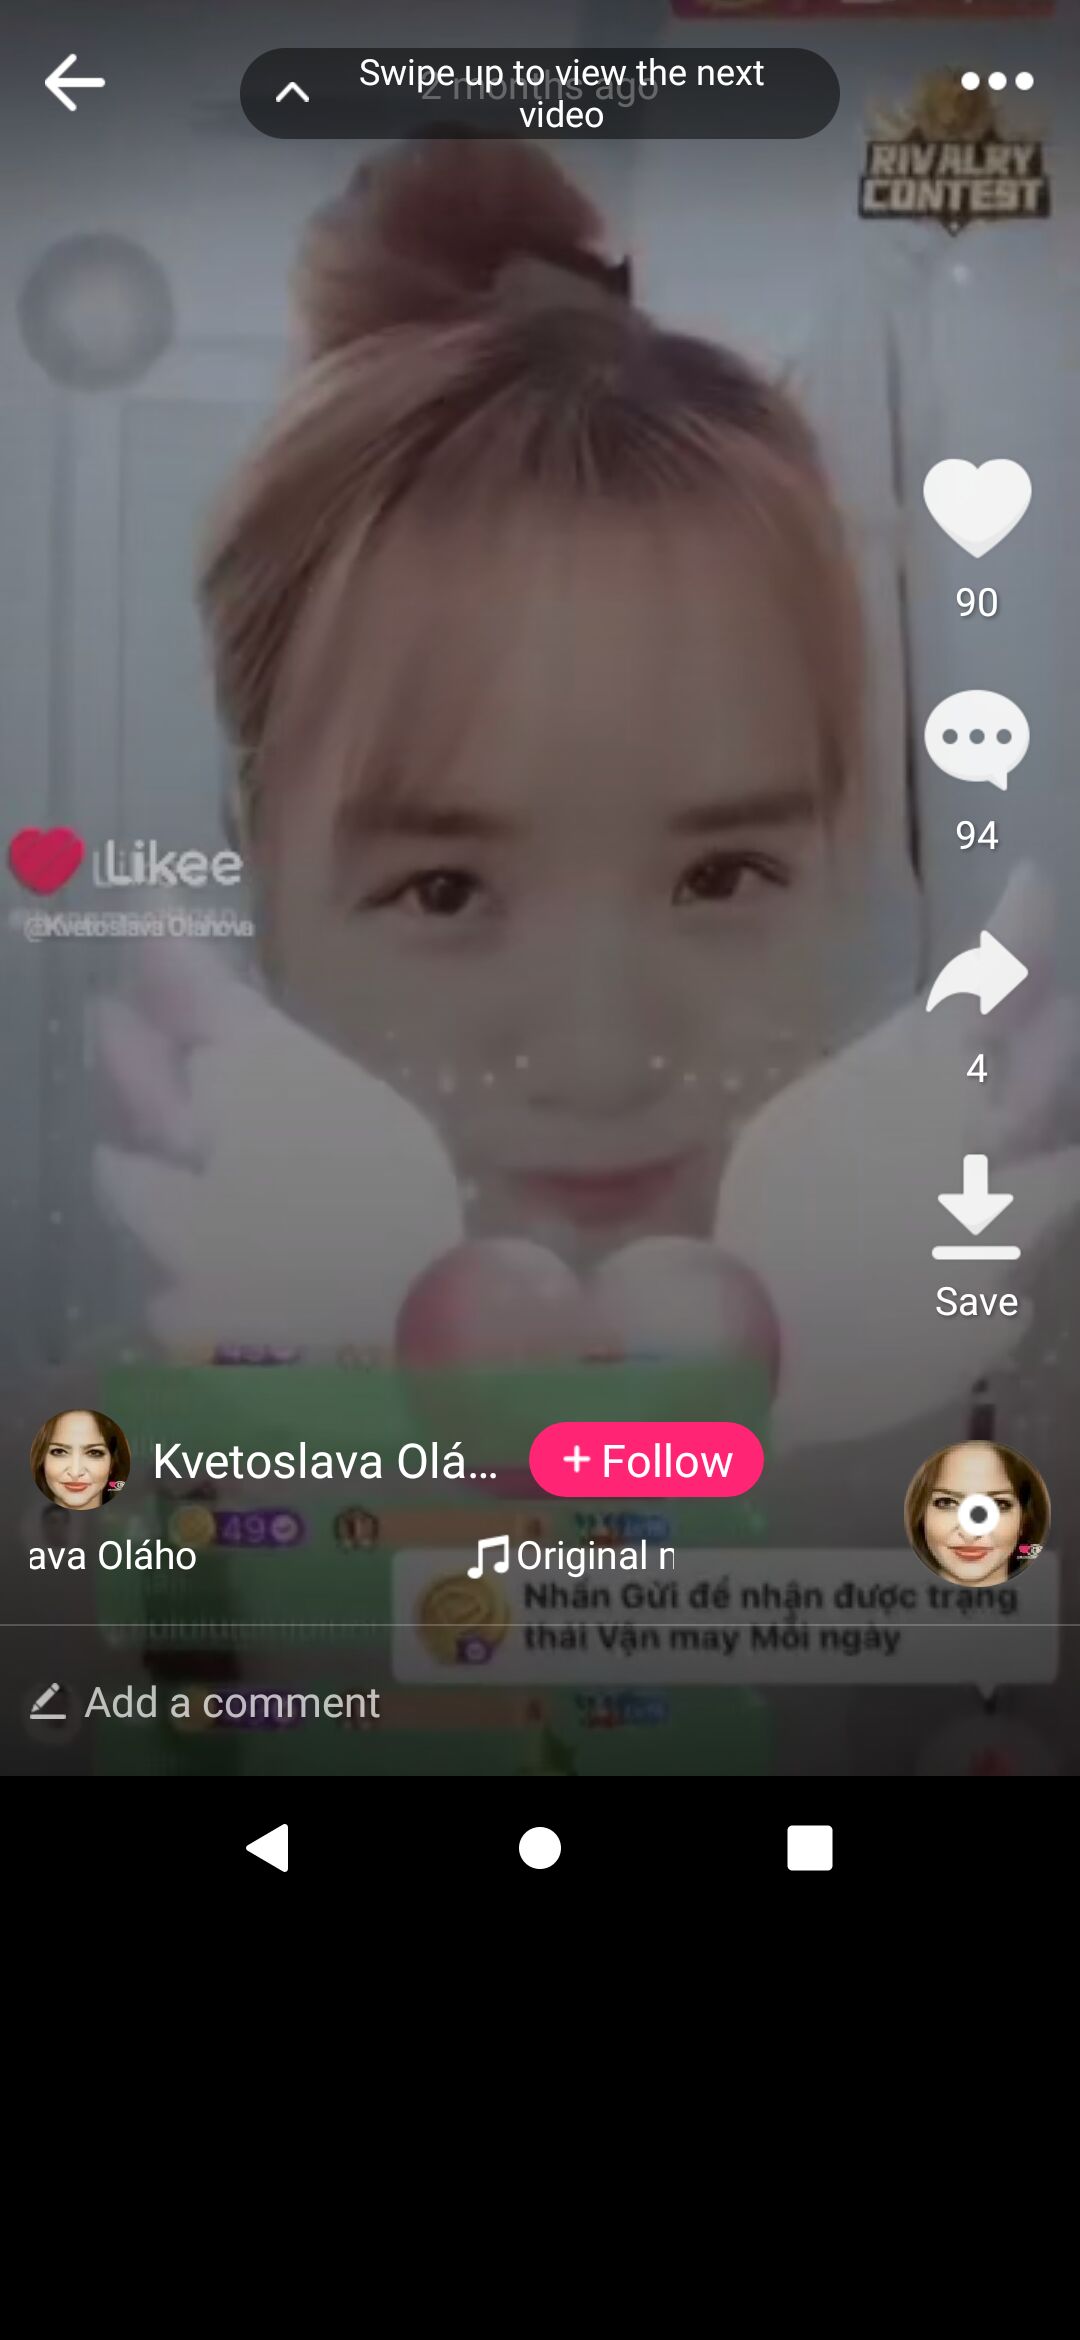 Swipe up to view the next
video
2 months ago
RIVALRY
CONTEST
90
94
Likee
@Kvetoslava Olahova
4
Save
Kvetoslava Olá...
+ Follow
ava Oláho
Original n
49
Nhấn Gửi để nhận được trạng
thái Vận may Mỗi ngày
Add a comment